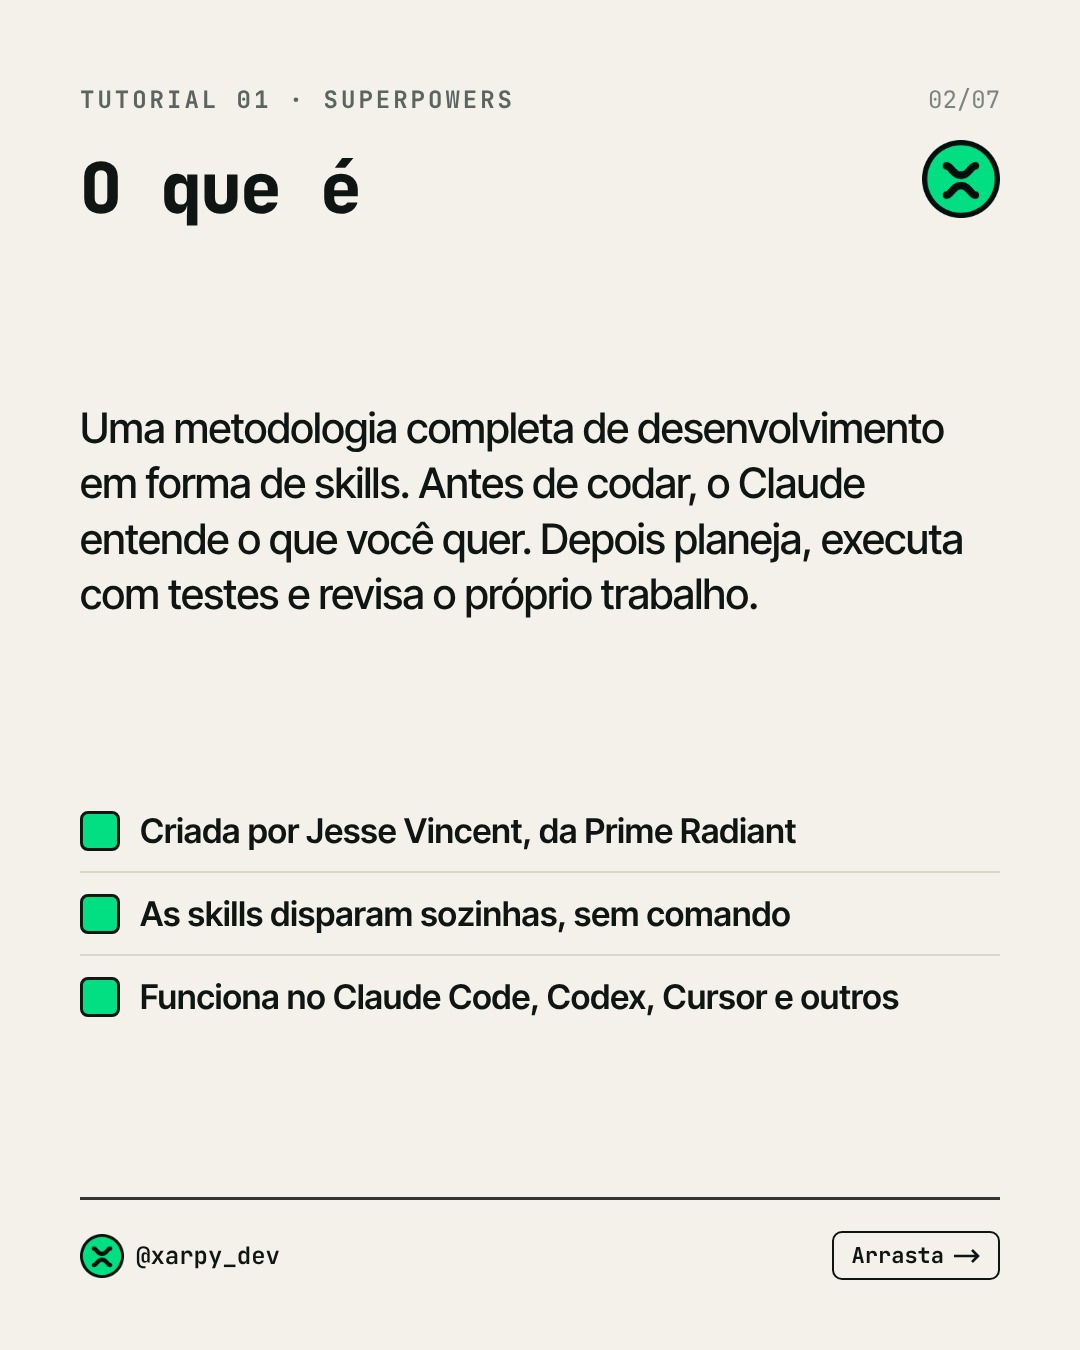 TUTORIAL 01 · SUPERPOWERS
02/07
O que é
Uma metodologia completa de desenvolvimento
em forma de skills. Antes de codar, o Claude
entende o que você quer. Depois planeja, executa
com testes e revisa o próprio trabalho.
Criada por Jesse Vincent, da Prime Radiant
As skills disparam sozinhas, sem comando
Funciona no Claude Code, Codex, Cursor e outros
@xarpy_dev
Arrasta →